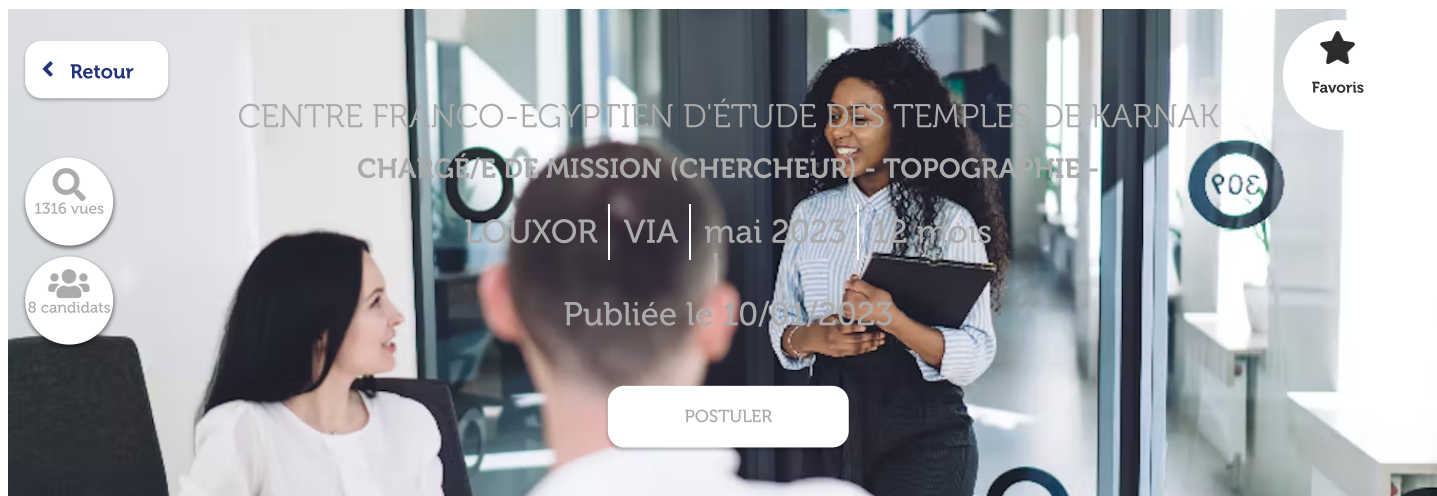 Retour
Favoris
CENTRE FRANCO-EGYPTIEN D'ÉTUDE DES TEMPLES DE KARNAK
CHARGÉ/E DE MISSION (CHERCHEUR) - TOPOGRAPHIE -
1316 vues
LOUXOR VIA mai 2023 12 mois
8 candidats
Publiée le 10/01/2023
POSTULER
309